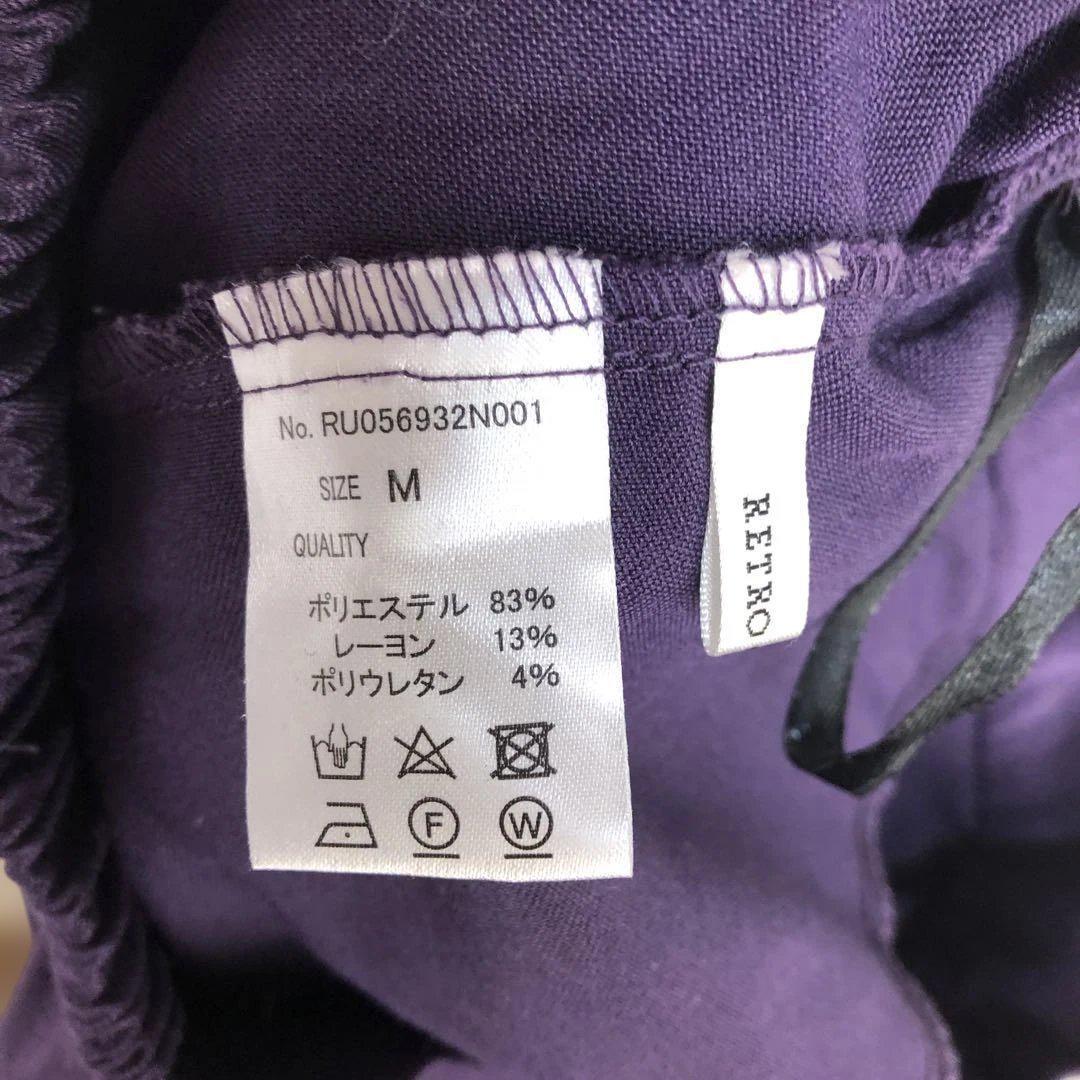 No. RU056932N001
SIZE M
QUALITY
ポリエステル 83%
レーヨン 13%
ポリウレタン 4%
F W
RETRO